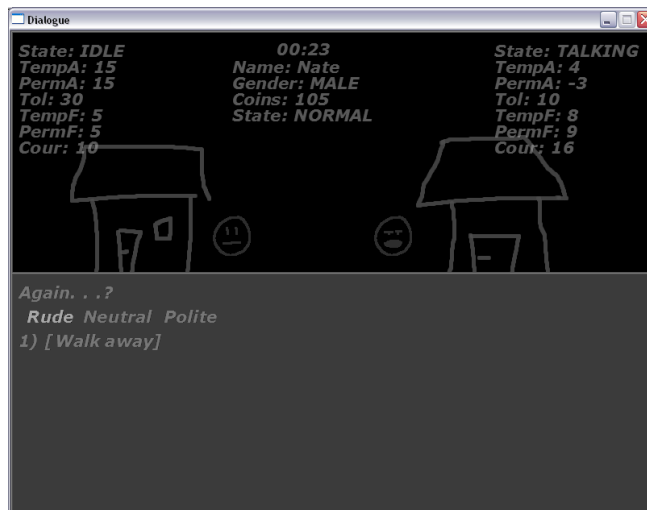 Dialogue
State: IDLE
TempA: 15
PermA: 15
Tol: 30
TempF: 5
PermF: 5
Cour: 10
00:23
Name: Nate
Gender: MALE
Coins: 105
State: NORMAL
State: TALKING
TempA: 4
PermA: -3
Tol: 10
TempF: 8
PermF: 9
Cour: 16
Again. . .?
Rude Neutral Polite
1) [Walk away]